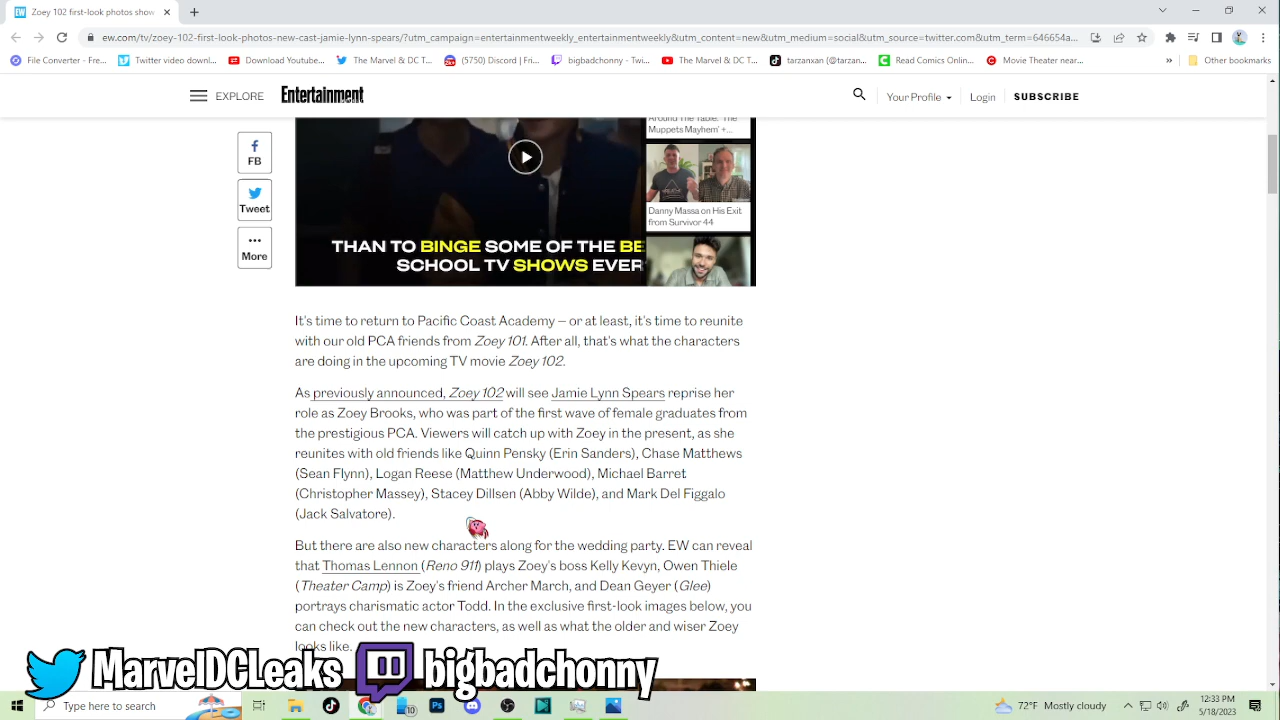 Zoey 102 first-look photos show
ew.com/tv/zoey-102-first-look-photos-new-cast-jamie-lynn-spears/?utm_campaign=entertainmentweekly_entertainmentweekly&utm_content=new&utm_medium=social&utm_source=twitter.com&utm_term=646654a...
File Converter - Fre...
Twitter video downl...
Download Youtube...
The Marvel & DC T...
(5750) Discord | Fri...
bigbadchonny - Twi...
The Marvel & DC T...
tarzanxan (@tarzan...
Read Comics Onlin...
Movie Theater near...
»
Other bookmarks
EXPLORE
Entertainment
Your Profile
Login
SUBSCRIBE
FB
Tweet
More
Around The Table: 'The
Muppets Mayhem' +...
Danny Massa on His Exit
from Survivor 44
THAN TO BINGE SOME OF THE BE
SCHOOL TV SHOWS EVER
It's time to return to Pacific Coast Academy — or at least, it's time to reunite
with our old PCA friends from Zoey 101. After all, that's what the characters
are doing in the upcoming TV movie Zoey 102.
As previously announced, Zoey 102 will see Jamie Lynn Spears reprise her
role as Zoey Brooks, who was part of the first wave of female graduates from
the prestigious PCA. Viewers will catch up with Zoey in the present, as she
reunites with old friends like Quinn Pensky (Erin Sanders), Chase Matthews
(Sean Flynn), Logan Reese (Matthew Underwood), Michael Barret
(Christopher Massey), Stacey Dillsen (Abby Wilde), and Mark Del Figgalo
(Jack Salvatore).
But there are also new characters along for the wedding party. EW can reveal
that Thomas Lennon (Reno 911) plays Zoey's boss Kelly Kevyn, Owen Thiele
(Theater Camp) is Zoey's friend Archer March, and Dean Geyer (Glee)
portrays charismatic actor Todd. In the exclusive first-look images below, you
can check out the new characters, as well as what the older and wiser Zoey
looks like.
MarvelDCLeaks bigbadchonny
Type here to search
10
72°F Mostly cloudy
12:33 PM
5/18/2023